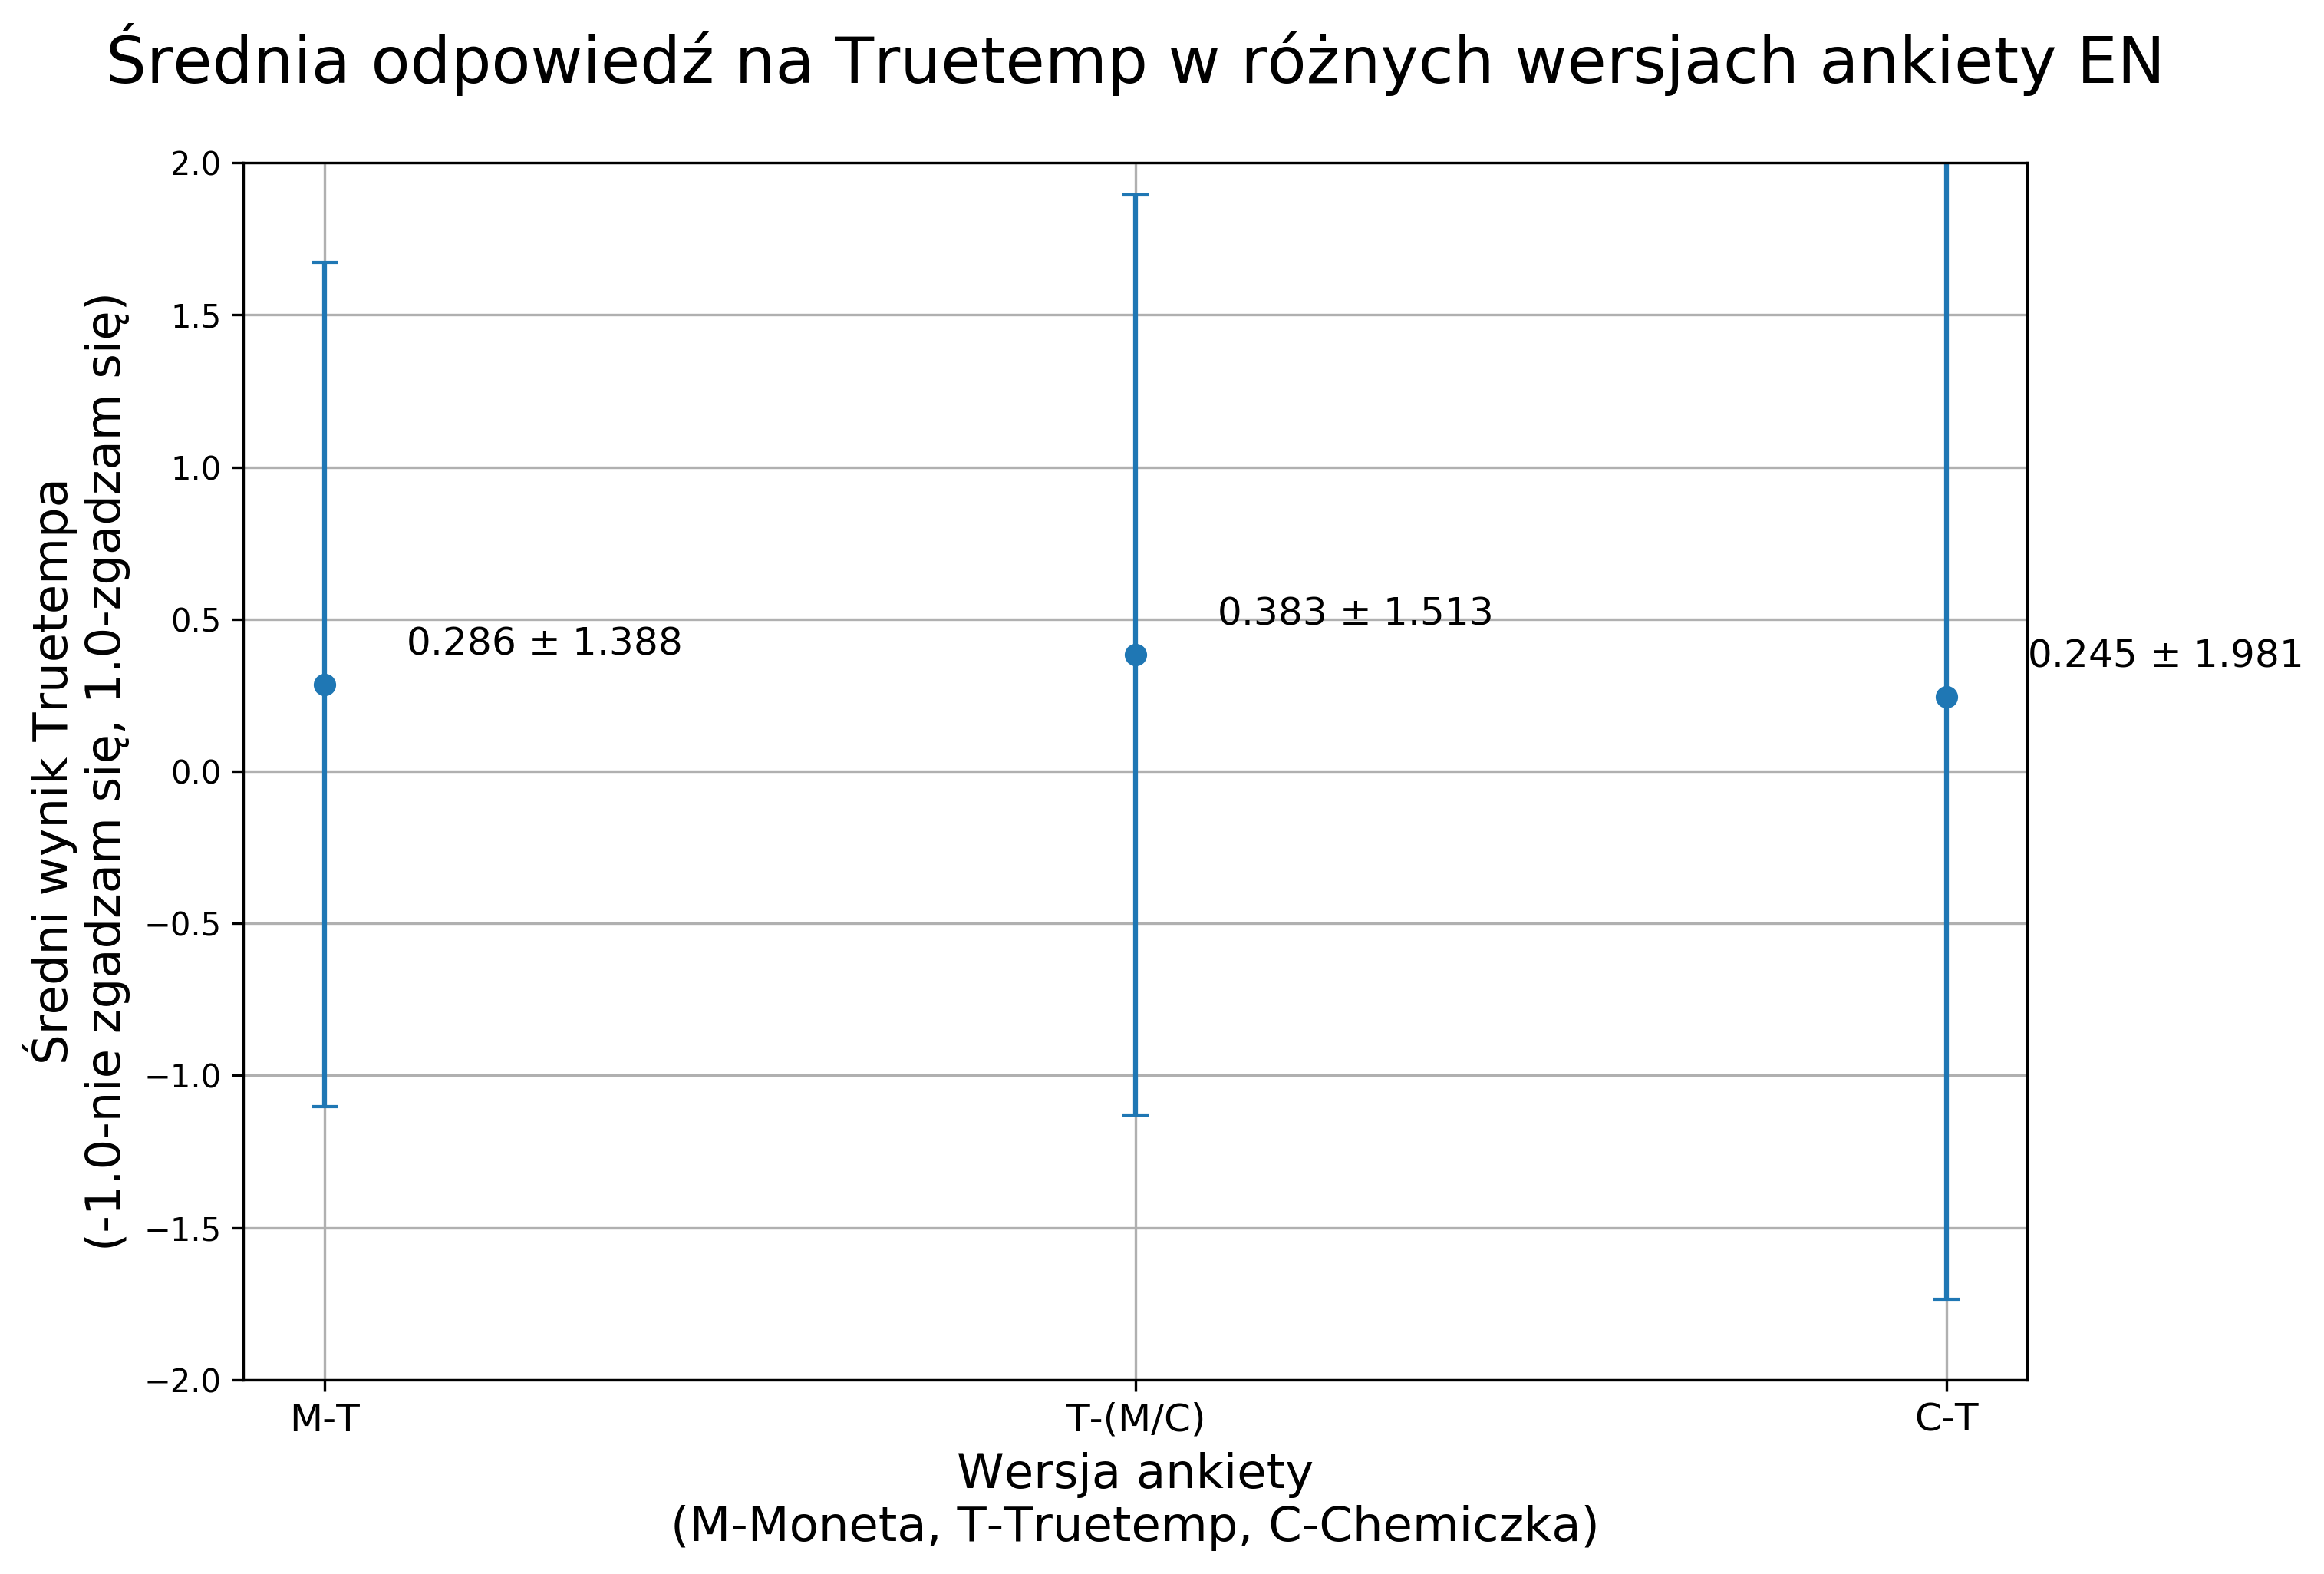 Średnia odpowiedź na Truetemp w różnych wersjach ankiety EN
Średni wynik Truetempa
(-1.0-nie zgadzam się, 1.0-zgadzam się)
2.0
1.5
1.0
0.5
0.0
−0.5
−1.0
−1.5
−2.0
0.286 ± 1.388
0.383 ± 1.513
0.245 ± 1.981
M-T
T-(M/C)
C-T
Wersja ankiety
(M-Moneta, T-Truetemp, C-Chemiczka)